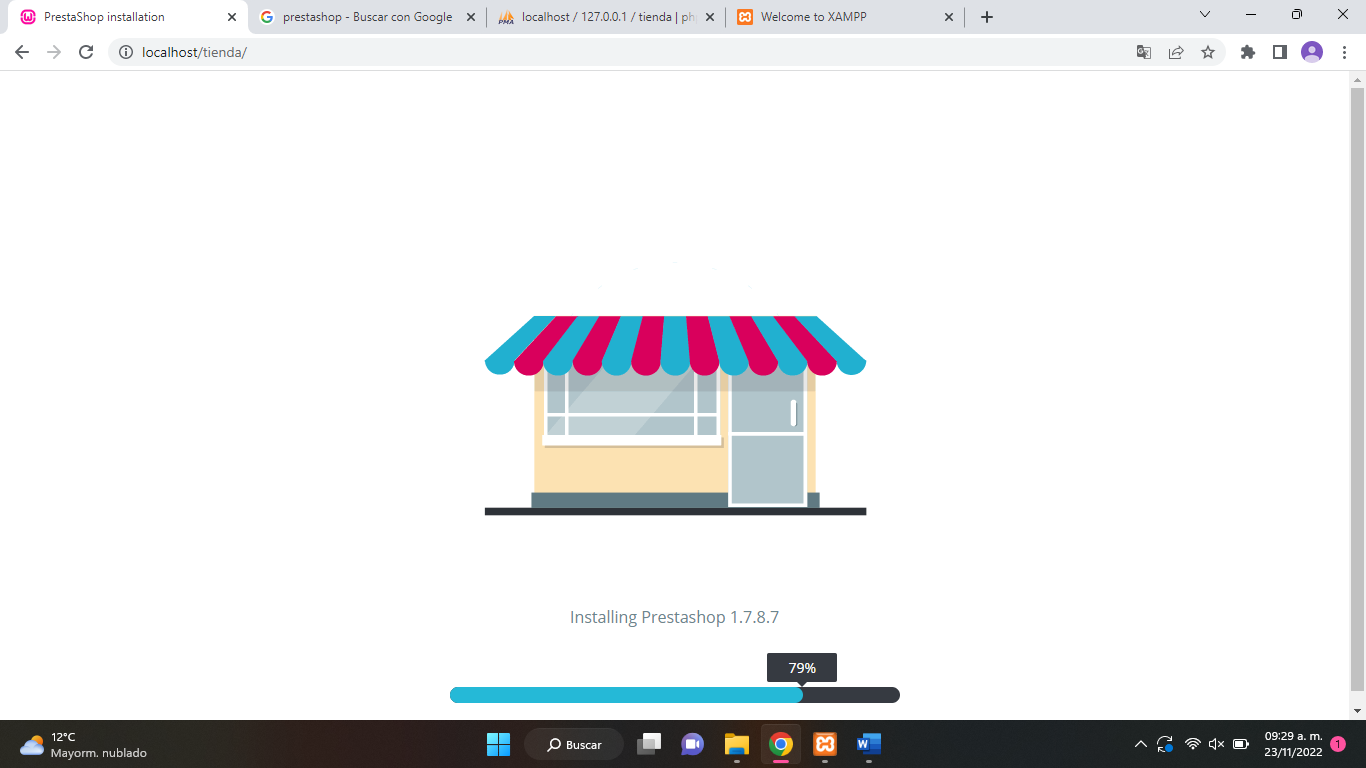 PrestaShop installation
prestashop - Buscar con Google
localhost / 127.0.0.1 / tienda | ph
Welcome to XAMPP
localhost/tienda/
Installing Prestashop 1.7.8.7
79%
12°C
Mayorm. nublado
Buscar
09:29 a. m.
23/11/2022
1